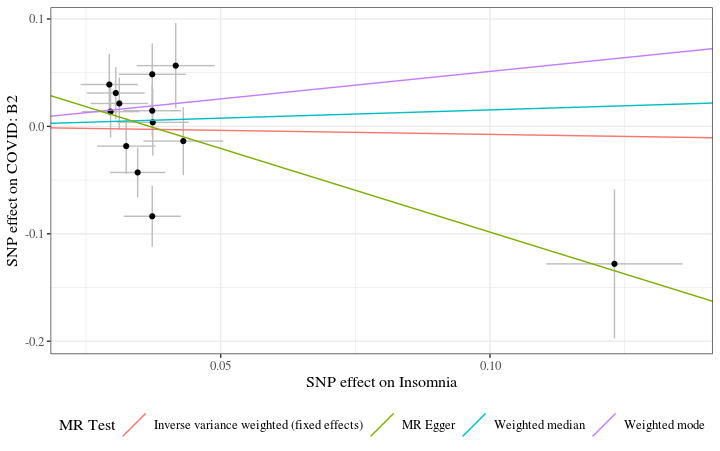 0.1
0.0
-0.1
-0.2
SNP effect on COVID: B2
0.05
0.10
SNP effect on Insomnia
MR Test
Inverse variance weighted (fixed effects)
MR Egger
Weighted median
Weighted mode